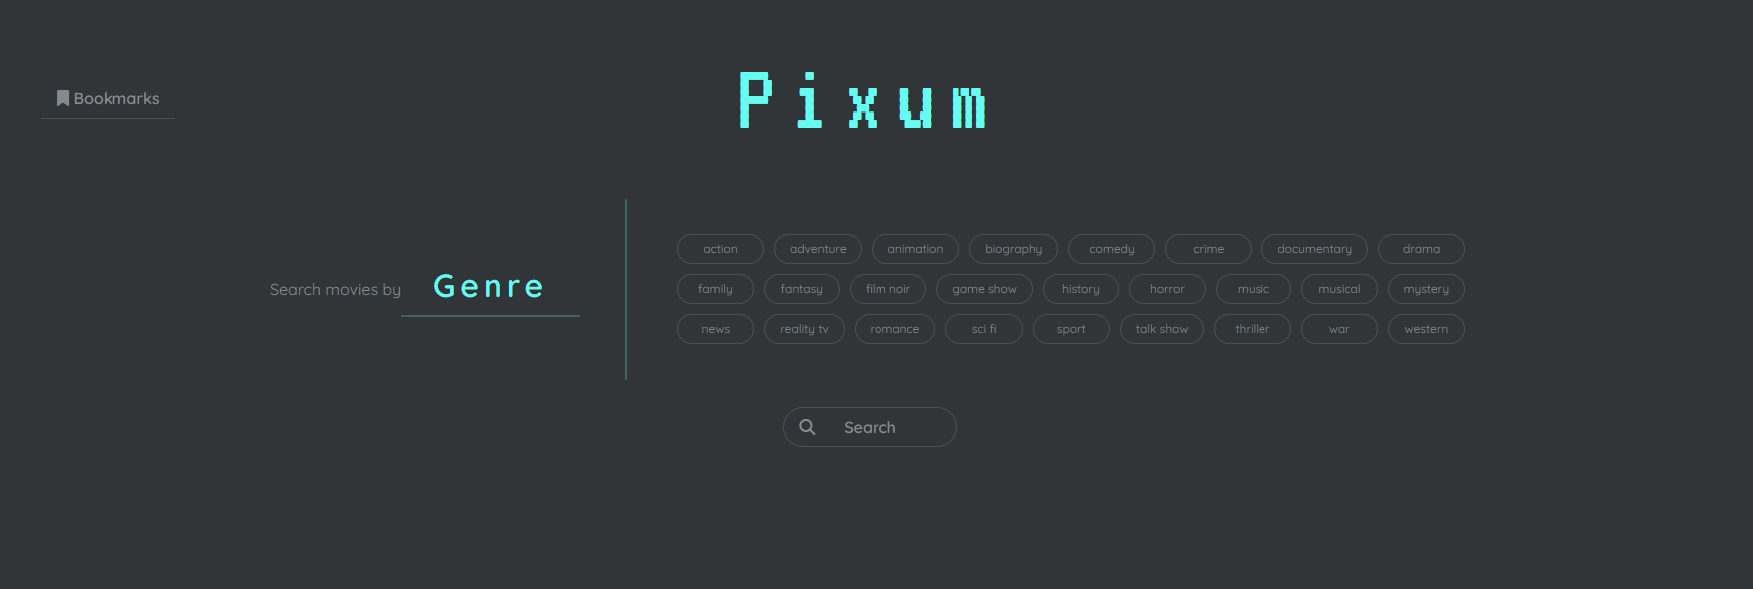 Pixum
Bookmarks
Search movies by Genre
action adventure animation biography comedy crime documentary drama
family fantasy film noir game show history horror music musical mystery
news reality tv romance sci fi sport talk show thriller war western
Search